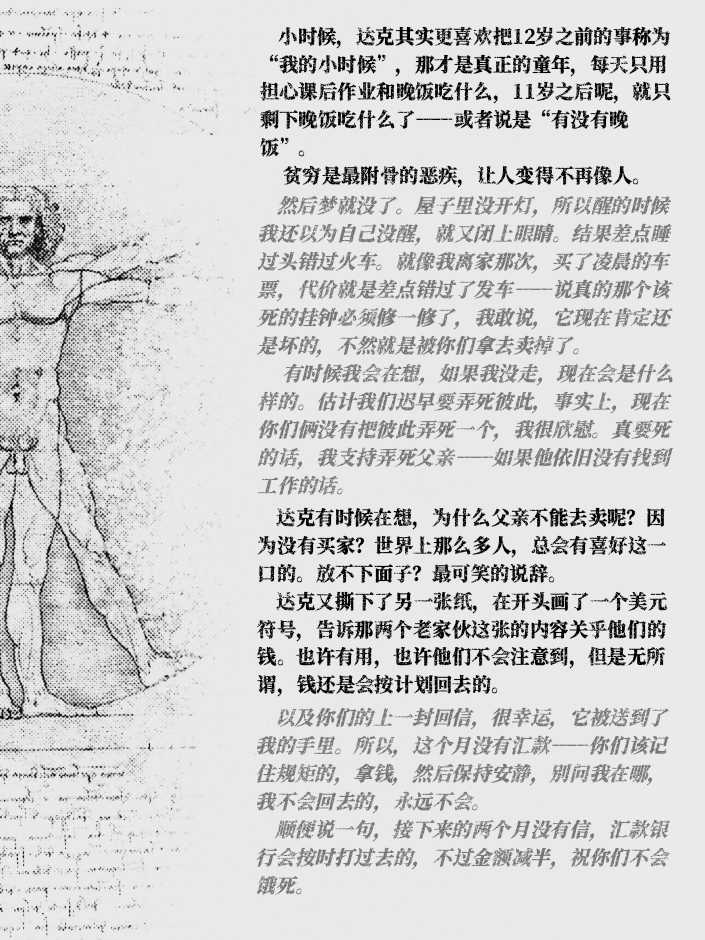 小时候，达克其实更喜欢把12岁之前的事称为
“我的小时候”，那才是真正的童年，每天只用
担心课后作业和晚饭吃什么，11岁之后呢，就只
剩下晚饭吃什么了——或者说是“有没有晚
饭”。
贫穷是最附骨的恶疾，让人变得不再像人。
然后梦就没了。屋子里没开灯，所以醒的时候
我还以为自己没醒，就又闭上眼睛。结果差点睡
过头错过火车。就像我离家那次，买了凌晨的车
票，代价就是差点错过了发车——说真的那个该
死的挂钟必须修一修了，我敢说，它现在肯定还
是坏的，不然就是被你们拿去卖掉了。
有时候我会在想，如果我没走，现在会是什么
样的。估计我们迟早要弄死彼此，事实上，现在
你们俩没有把彼此弄死一个，我很欣慰。真要死
的话，我支持弄死父亲——如果他依旧没有找到
工作的话。
达克有时候在想，为什么父亲不能去卖呢？因
为没有买家？世界上那么多人，总会有喜好这一
口的。放不下面子？最可笑的说辞。
达克又撕下了另一张纸，在开头画了一个美元
符号，告诉那两个老家伙这张的内容关乎他们的
钱。也许有用，也许他们不会注意到，但是无所
谓，钱还是会按计划回去的。
以及你们的上一封回信，很幸运，它被送到了
我的手里。所以，这个月没有汇款——你们该记
住规矩的，拿钱，然后保持安静，别问我在哪，
我不会回去的，永远不会。
顺便说一句，接下来的两个月没有信，汇款银
行会按时打过去的，不过金额减半，祝你们不会
饿死。